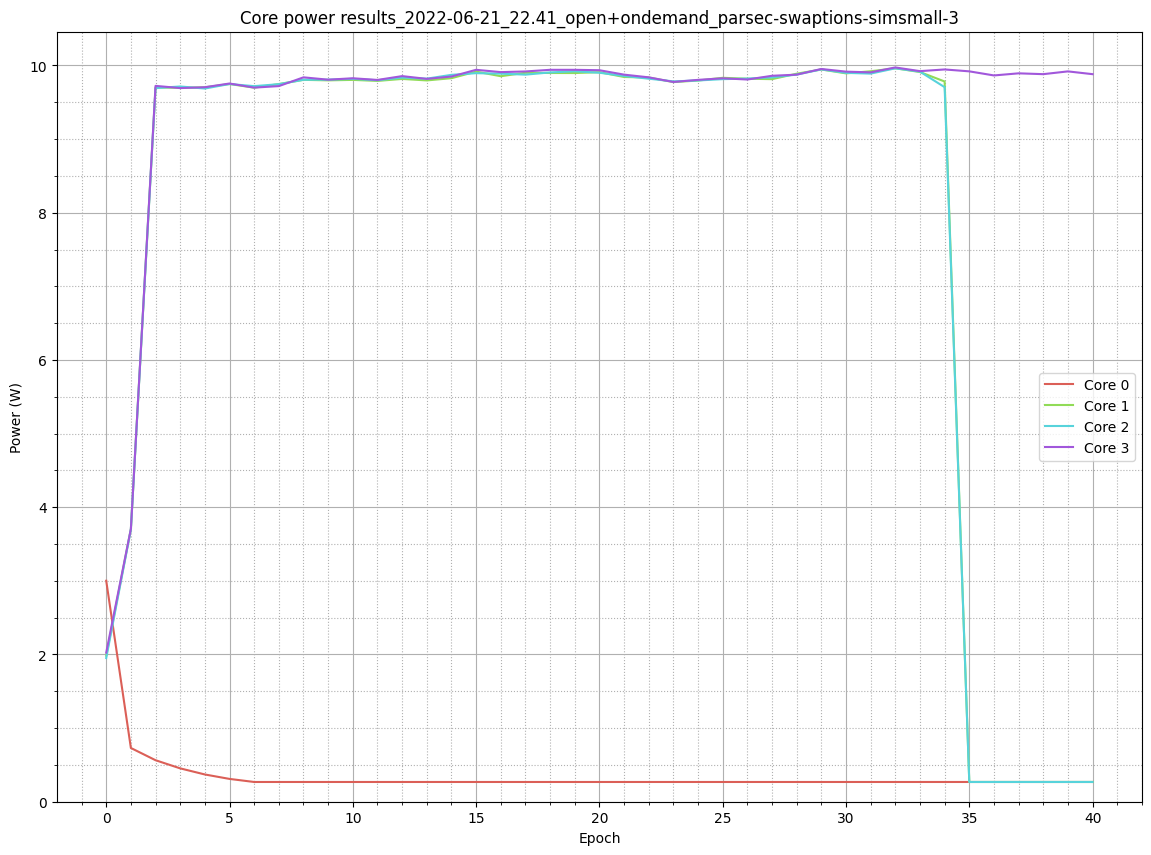 Core power results_2022-06-21_22.41_open+ondemand_parsec-swaptions-simsmall-3
10
8
6
4
2
0
Power (W)
Core 0
Core 1
Core 2
Core 3
0 5 10 15 20 25 30 35 40
Epoch